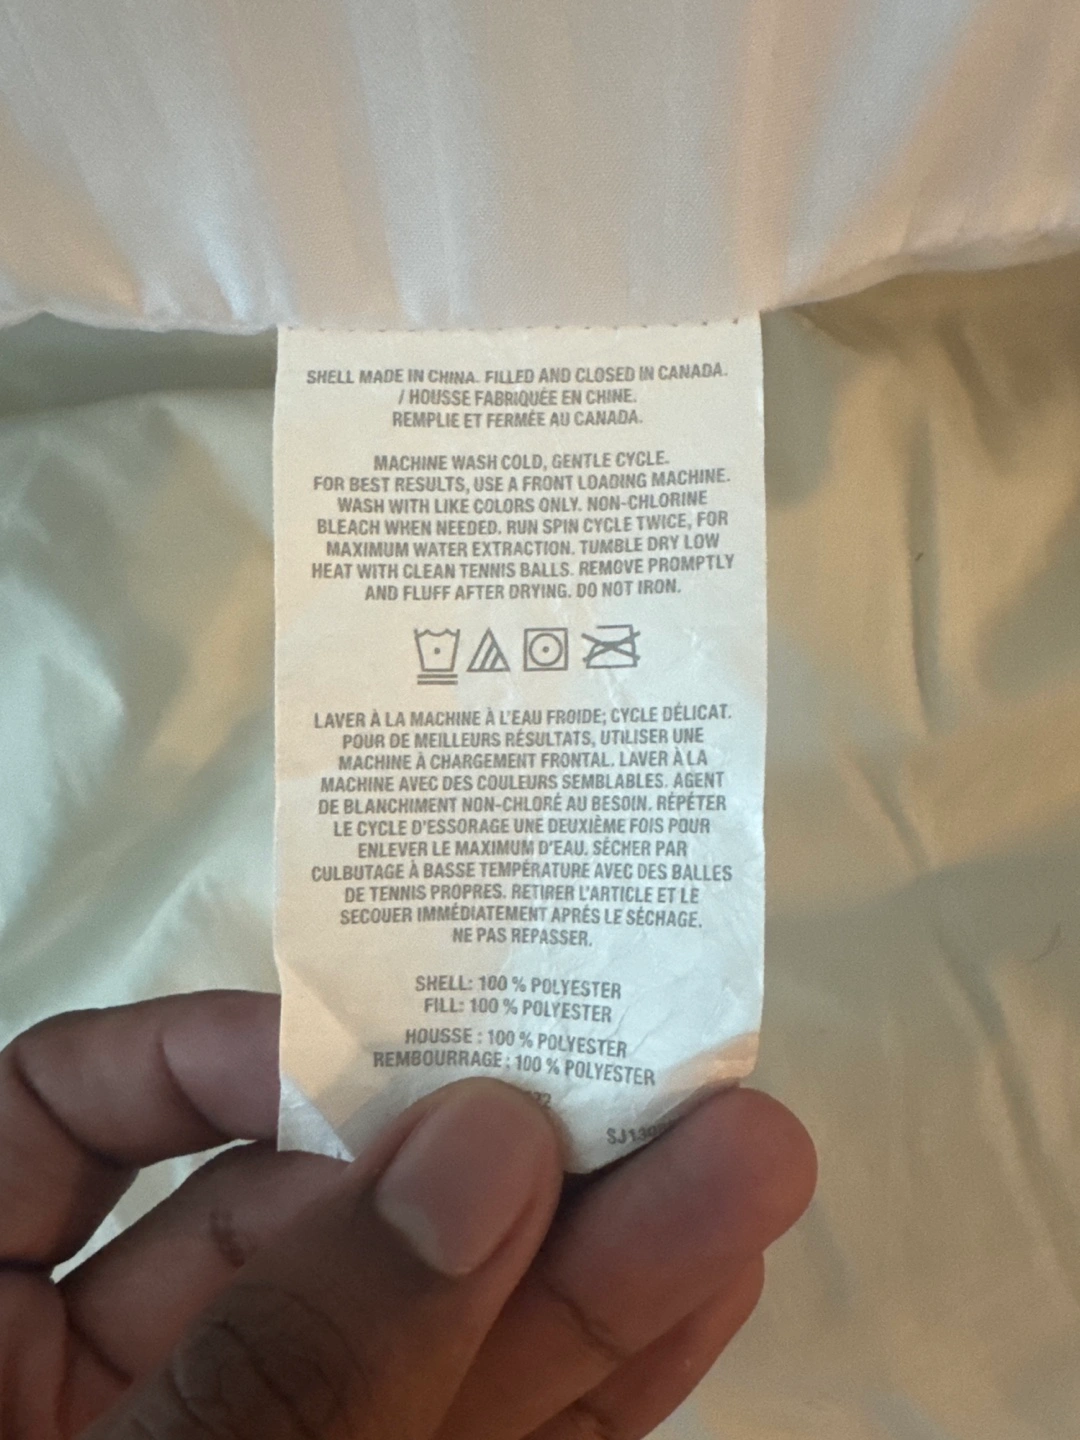 SHELL MADE IN CHINA. FILLED AND CLOSED IN CANADA.
/ HOUSSE FABRIQUÉE EN CHINE.
REMPLIE ET FERMÉE AU CANADA.
MACHINE WASH COLD, GENTLE CYCLE.
FOR BEST RESULTS, USE A FRONT LOADING MACHINE.
WASH WITH LIKE COLORS ONLY. NON-CHLORINE
BLEACH WHEN NEEDED. RUN SPIN CYCLE TWICE, FOR
MAXIMUM WATER EXTRACTION. TUMBLE DRY LOW
HEAT WITH CLEAN TENNIS BALLS. REMOVE PROMPTLY
AND FLUFF AFTER DRYING. DO NOT IRON.
LAVER À LA MACHINE À L'EAU FROIDE; CYCLE DÉLICAT.
POUR DE MEILLEURS RÉSULTATS, UTILISER UNE
MACHINE À CHARGEMENT FRONTAL. LAVER À LA
MACHINE AVEC DES COULEURS SEMBLABLES. AGENT
DE BLANCHIMENT NON-CHLORÉ AU BESOIN. RÉPÉTER
LE CYCLE D'ESSORAGE UNE DEUXIÈME FOIS POUR
ENLEVER LE MAXIMUM D'EAU. SÉCHER PAR
CULBUTAGE À BASSE TEMPÉRATURE AVEC DES BALLES
DE TENNIS PROPRES. RETIRER L'ARTICLE ET LE
SECOUER IMMÉDIATEMENT APRÉS LE SÉCHAGE.
NE PAS REPASSER.
SHELL: 100 % POLYESTER
FILL: 100 % POLYESTER
HOUSSE : 100 % POLYESTER
REMBOURRAGE : 100 % POLYESTER